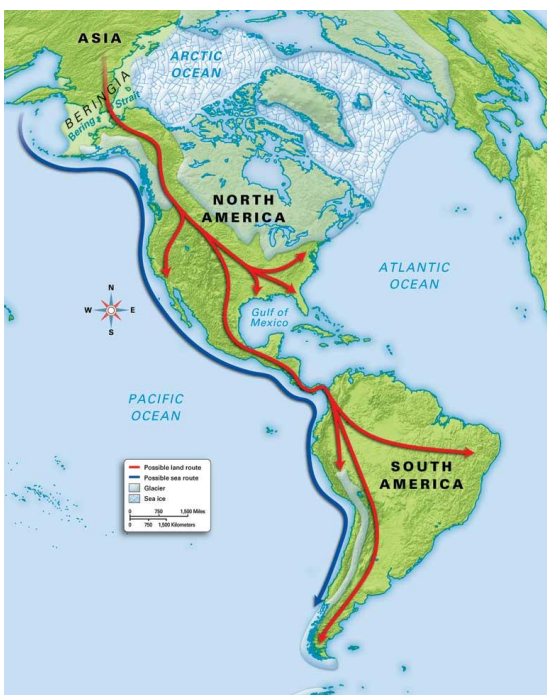 ASIA
ARCTIC
OCEAN
BERINGIA
Bering Strait
NORTH
AMERICA
ATLANTIC
OCEAN
N
W E
S
Gulf of
Mexico
PACIFIC
OCEAN
SOUTH
AMERICA
Possible land route
Possible sea route
Glacier
Sea ice
0 750 1,500 Miles
0 750 1,500 Kilometers